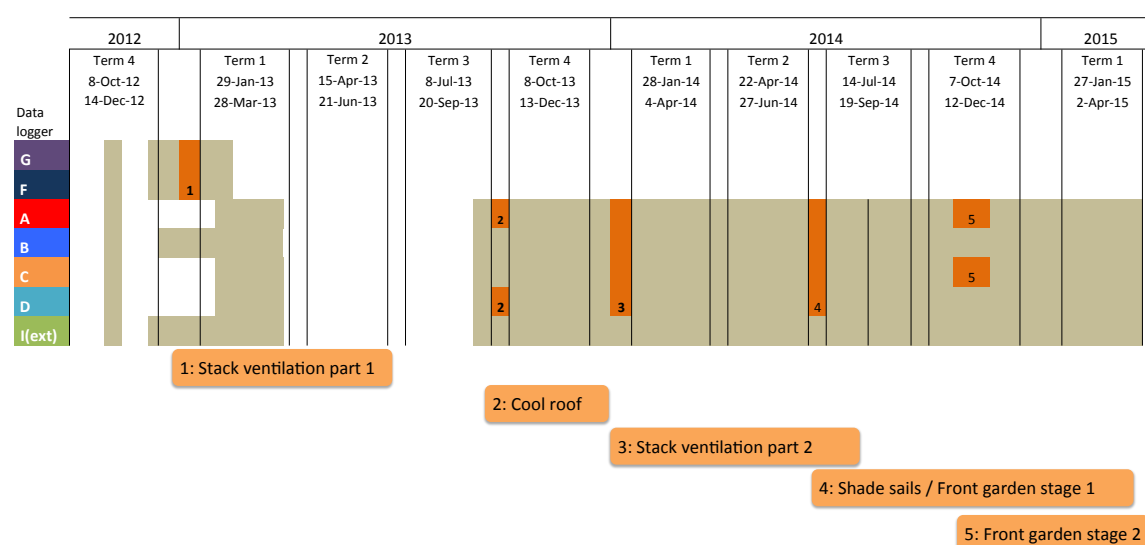 2012 2013 2014 2015
Term 4 Term 1 Term 2 Term 3 Term 4 Term 1 Term 2 Term 3 Term 4 Term 1
8-Oct-12 29-Jan-13 15-Apr-13 8-Jul-13 8-Oct-13 28-Jan-14 22-Apr-14 14-Jul-14 7-Oct-14 27-Jan-15
14-Dec-12 28-Mar-13 21-Jun-13 20-Sep-13 13-Dec-13 4-Apr-14 27-Jun-14 19-Sep-14 12-Dec-14 2-Apr-15
Data
logger
G
F 1
A 2 5
B
C 5
D 2 3 4
I(ext)
1: Stack ventilation part 1
2: Cool roof
3: Stack ventilation part 2
4: Shade sails / Front garden stage 1
5: Front garden stage 2